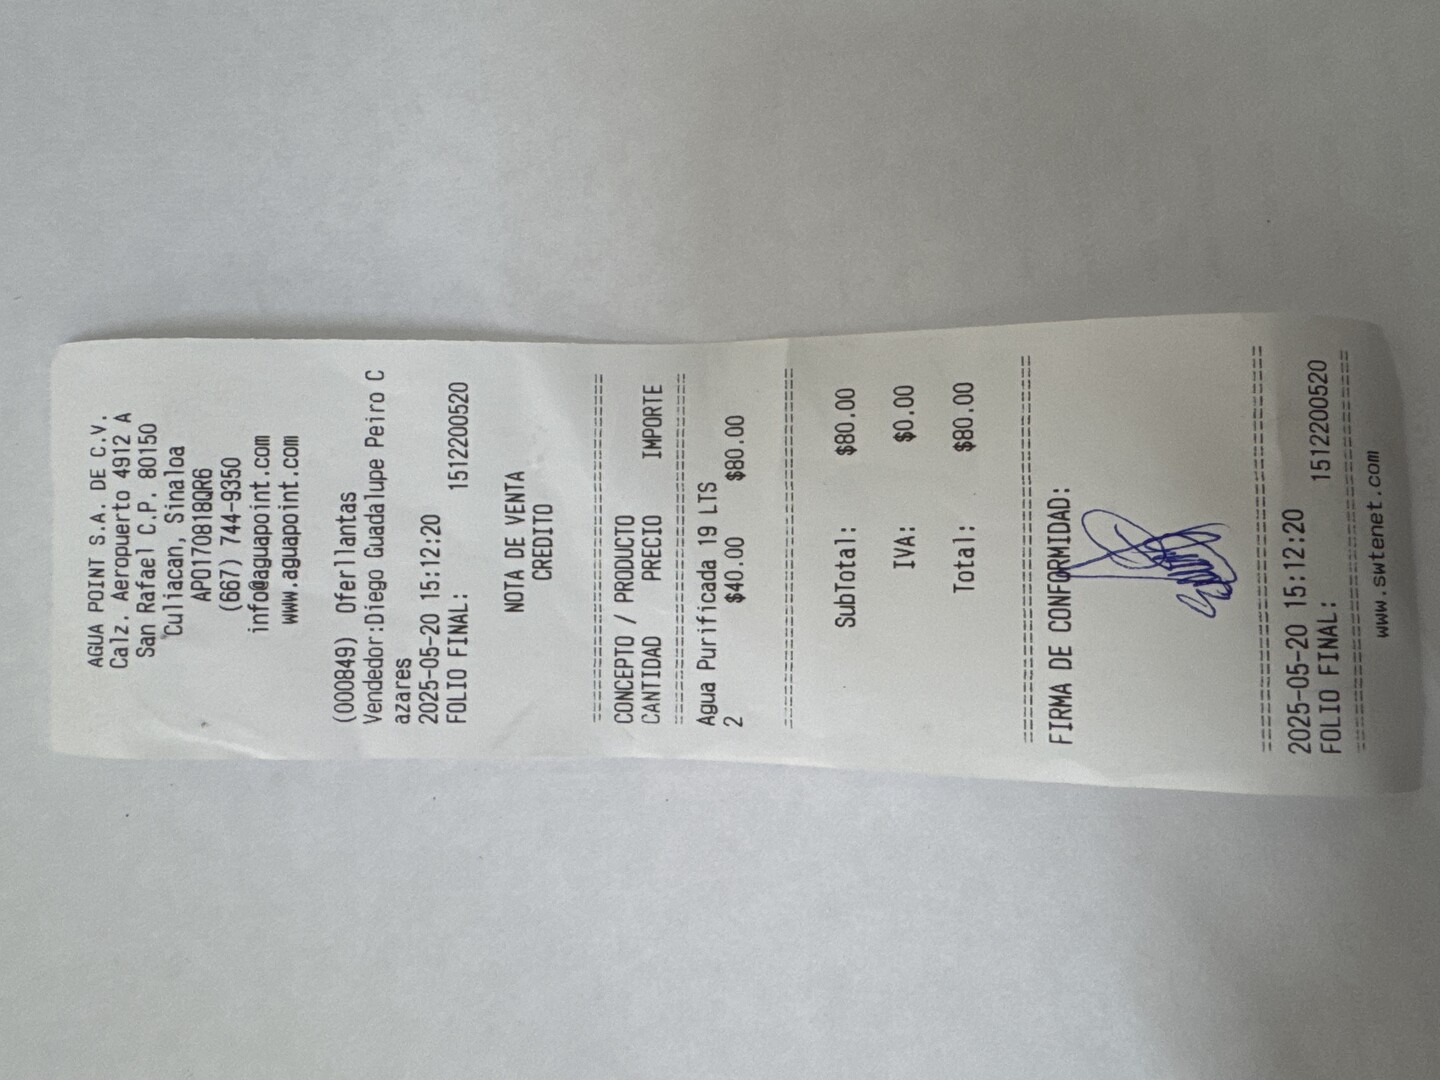 AGUA POINT S.A. DE C.V.
Calz. Aeropuerto 4912 A
San Rafael C.P. 80150
Culiacan, Sinaloa
APO170818QR6
(667) 744-9350
info@aguapoint.com
www.aguapoint.com
(000849) Oferllantas
Vendedor:Diego Guadalupe Peiro C
azares
2025-05-20 15:12:20
FOLIO FINAL: 1512200520
NOTA DE VENTA
CREDITO
================================
CONCEPTO / PRODUCTO
CANTIDAD PRECIO IMPORTE
================================
Agua Purificada 19 LTS
2 $40.00 $80.00
================================
SubTotal: $80.00
IVA: $0.00
Total: $80.00
================================
FIRMA DE CONFORMIDAD:
================================
2025-05-20 15:12:20
FOLIO FINAL: 1512200520
================================
www.swtenet.com